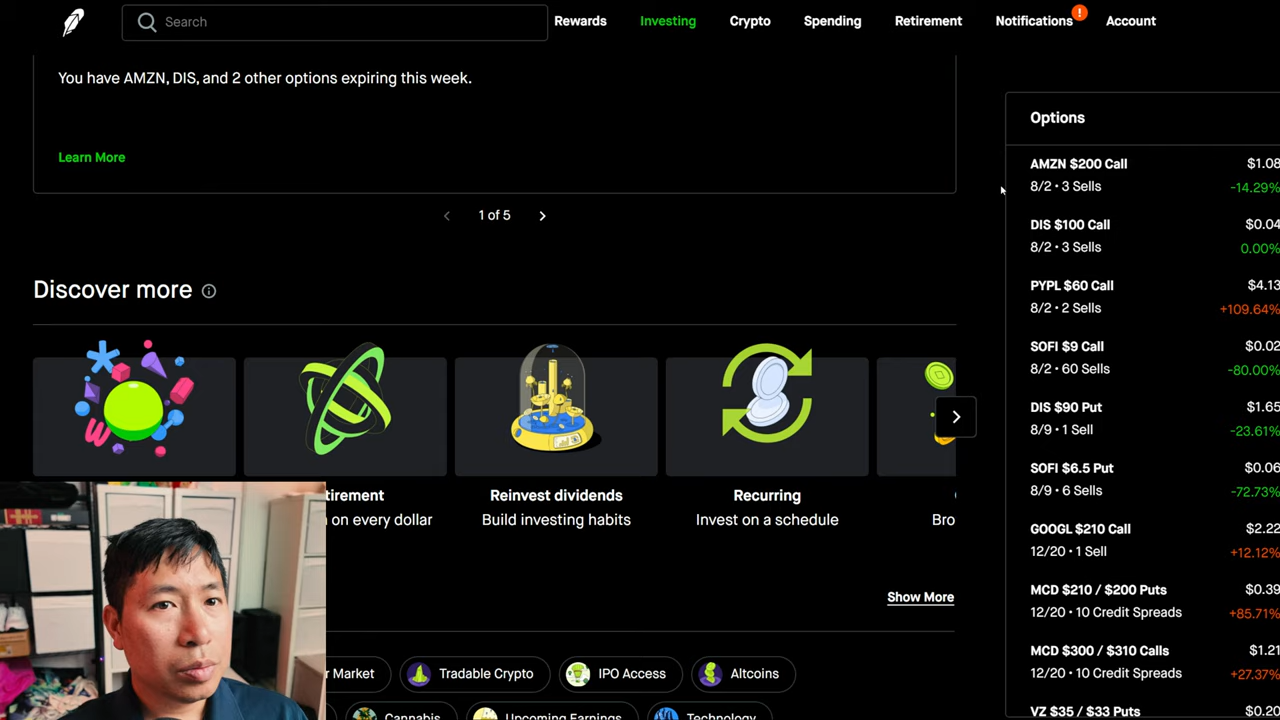 Search
Rewards
Investing
Crypto
Spending
Retirement
Notifications
!
Account
You have AMZN, DIS, and 2 other options expiring this week.
Learn More
1 of 5
Discover more
tirement
on every dollar
Reinvest dividends
Build investing habits
Recurring
Invest on a schedule
Bro
Show More
r Market
Tradable Crypto
IPO Access
Altcoins
Cannabis
Upcoming Earnings
Technology
Options
AMZN $200 Call $1.08
8/2 • 3 Sells -14.29%
DIS $100 Call $0.04
8/2 • 3 Sells 0.00%
PYPL $60 Call $4.13
8/2 • 2 Sells +109.64%
SOFI $9 Call $0.02
8/2 • 60 Sells -80.00%
DIS $90 Put $1.65
8/9 • 1 Sell -23.61%
SOFI $6.5 Put $0.06
8/9 • 6 Sells -72.73%
GOOGL $210 Call $2.22
12/20 • 1 Sell +12.12%
MCD $210 / $200 Puts $0.39
12/20 • 10 Credit Spreads +85.71%
MCD $300 / $310 Calls $1.21
12/20 • 10 Credit Spreads +27.37%
VZ $35 / $33 Puts $0.20